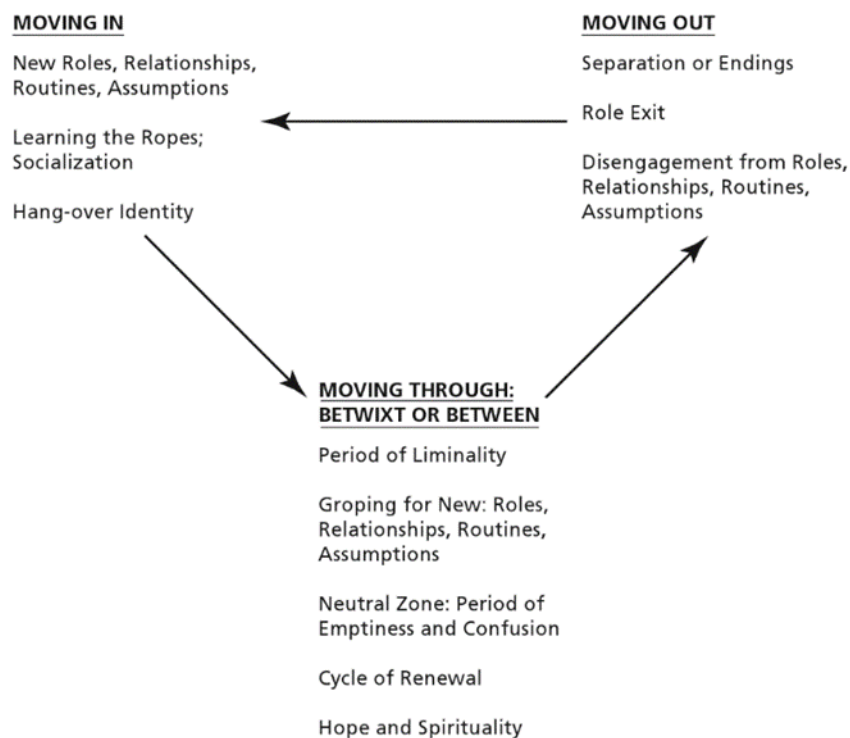 MOVING IN
New Roles, Relationships,
Routines, Assumptions
Learning the Ropes;
Socialization
Hang-over Identity
MOVING OUT
Separation or Endings
Role Exit
Disengagement from Roles,
Relationships, Routines,
Assumptions
MOVING THROUGH:
BETWIXT OR BETWEEN
Period of Liminality
Groping for New: Roles,
Relationships, Routines,
Assumptions
Neutral Zone: Period of
Emptiness and Confusion
Cycle of Renewal
Hope and Spirituality